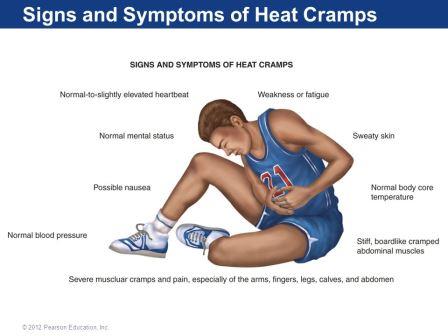 Signs and Symptoms of Heat Cramps
SIGNS AND SYMPTOMS OF HEAT CRAMPS
Normal-to-slightly elevated heartbeat
Weakness or fatigue
Normal mental status
Sweaty skin
Possible nausea
Normal body core
temperature
21
Normal blood pressure
Stiff, boardlike cramped
abdominal muscles
Severe muscluar cramps and pain, especially of the arms, fingers, legs, calves, and abdomen
© 2012 Pearson Education, Inc.